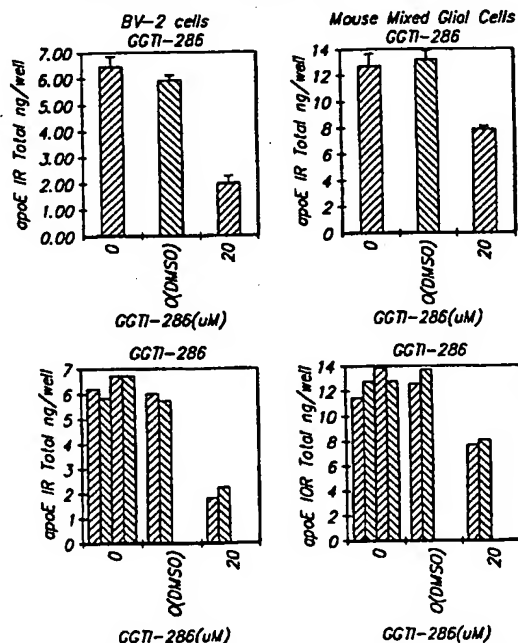 BV-2 cells
GGTI-286
apoE IR Total ng/well
7.00
6.00
5.00
4.00
3.00
2.00
1.00
0.00
0
0(DMSO)
20
GGTI-286(uM)
Mouse Mixed Glial Cells
GGTI-286
apoE IR Total ng/well
14
12
10
8
6
4
2
0
0
0(DMSO)
20
GGTI-286(uM)
GGTI-286
apoE IR Total ng/well
7
6
5
4
3
2
1
0
0
0(DMSO)
20
GGTI-286(uM)
GGTI-286
apoE IOR Total ng/well
14
12
10
8
6
4
2
0
0
0(DMSO)
20
GGTI-286(uM)